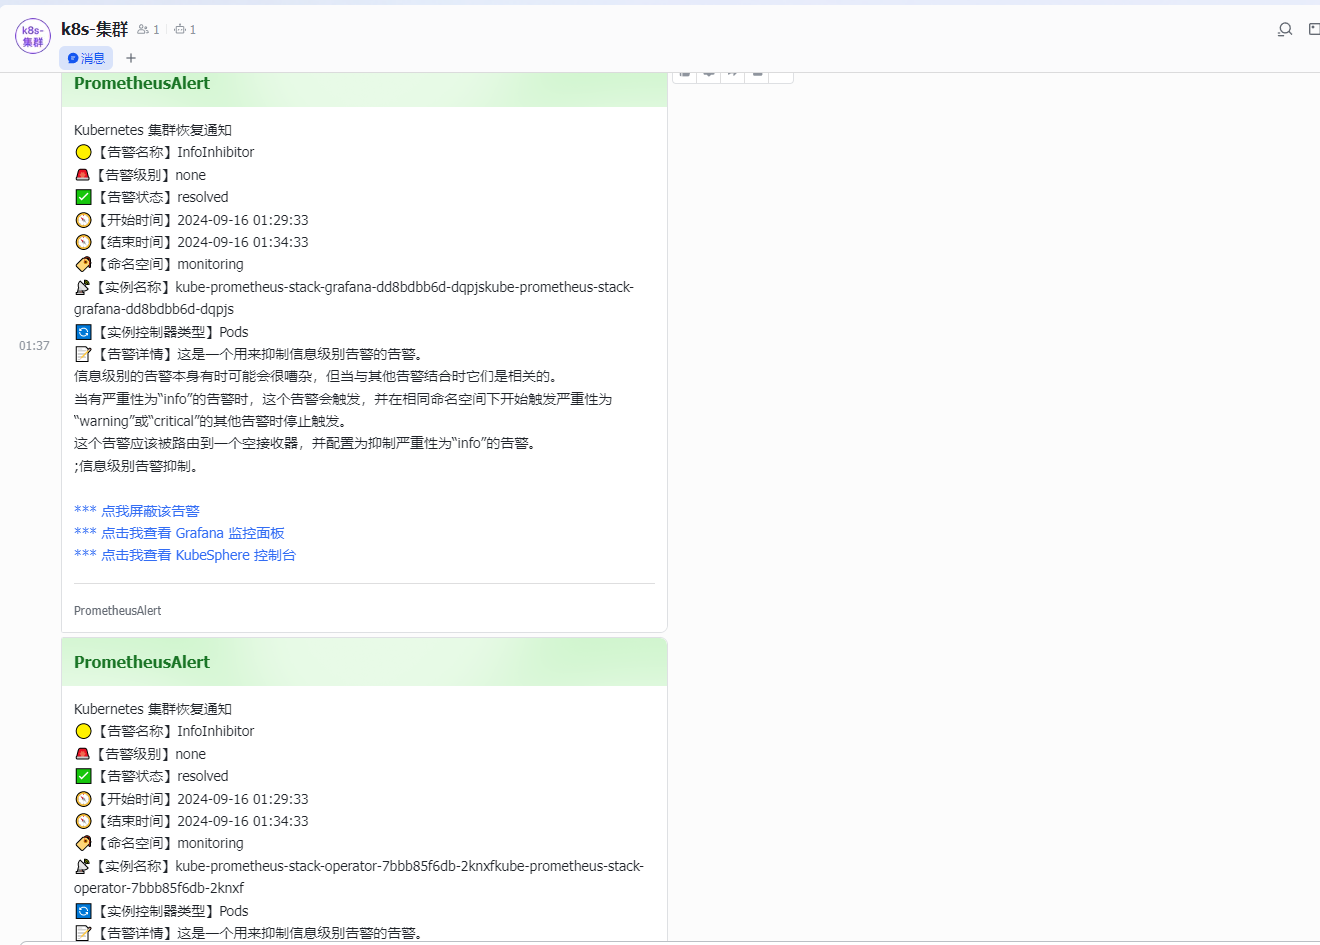 k8s-
集群
k8s-集群 1 1
消息 +
PrometheusAlert
Kubernetes 集群恢复通知
【告警名称】InfoInhibitor
【告警级别】none
【告警状态】resolved
【开始时间】2024-09-16 01:29:33
【结束时间】2024-09-16 01:34:33
【命名空间】monitoring
【实例名称】kube-prometheus-stack-grafana-dd8bdbb6d-dqpjskube-prometheus-stack-
grafana-dd8bdbb6d-dqpjs
【实例控制器类型】Pods
01:37
【告警详情】这是一个用来抑制信息级别告警的告警。
信息级别的告警本身有时可能会很嘈杂，但当与其他告警结合时它们是相关的。
当有严重性为“info”的告警时，这个告警会触发，并在相同命名空间下开始触发严重性为
“warning”或“critical”的其他告警时停止触发。
这个告警应该被路由到一个空接收器，并配置为抑制严重性为“info”的告警。
;信息级别告警抑制。
*** 点我屏蔽该告警
*** 点击我查看 Grafana 监控面板
*** 点击我查看 KubeSphere 控制台
PrometheusAlert
PrometheusAlert
Kubernetes 集群恢复通知
【告警名称】InfoInhibitor
【告警级别】none
【告警状态】resolved
【开始时间】2024-09-16 01:29:33
【结束时间】2024-09-16 01:34:33
【命名空间】monitoring
【实例名称】kube-prometheus-stack-operator-7bbb85f6db-2knxfkube-prometheus-stack-
operator-7bbb85f6db-2knxf
【实例控制器类型】Pods
【告警详情】这是一个用来抑制信息级别告警的告警。